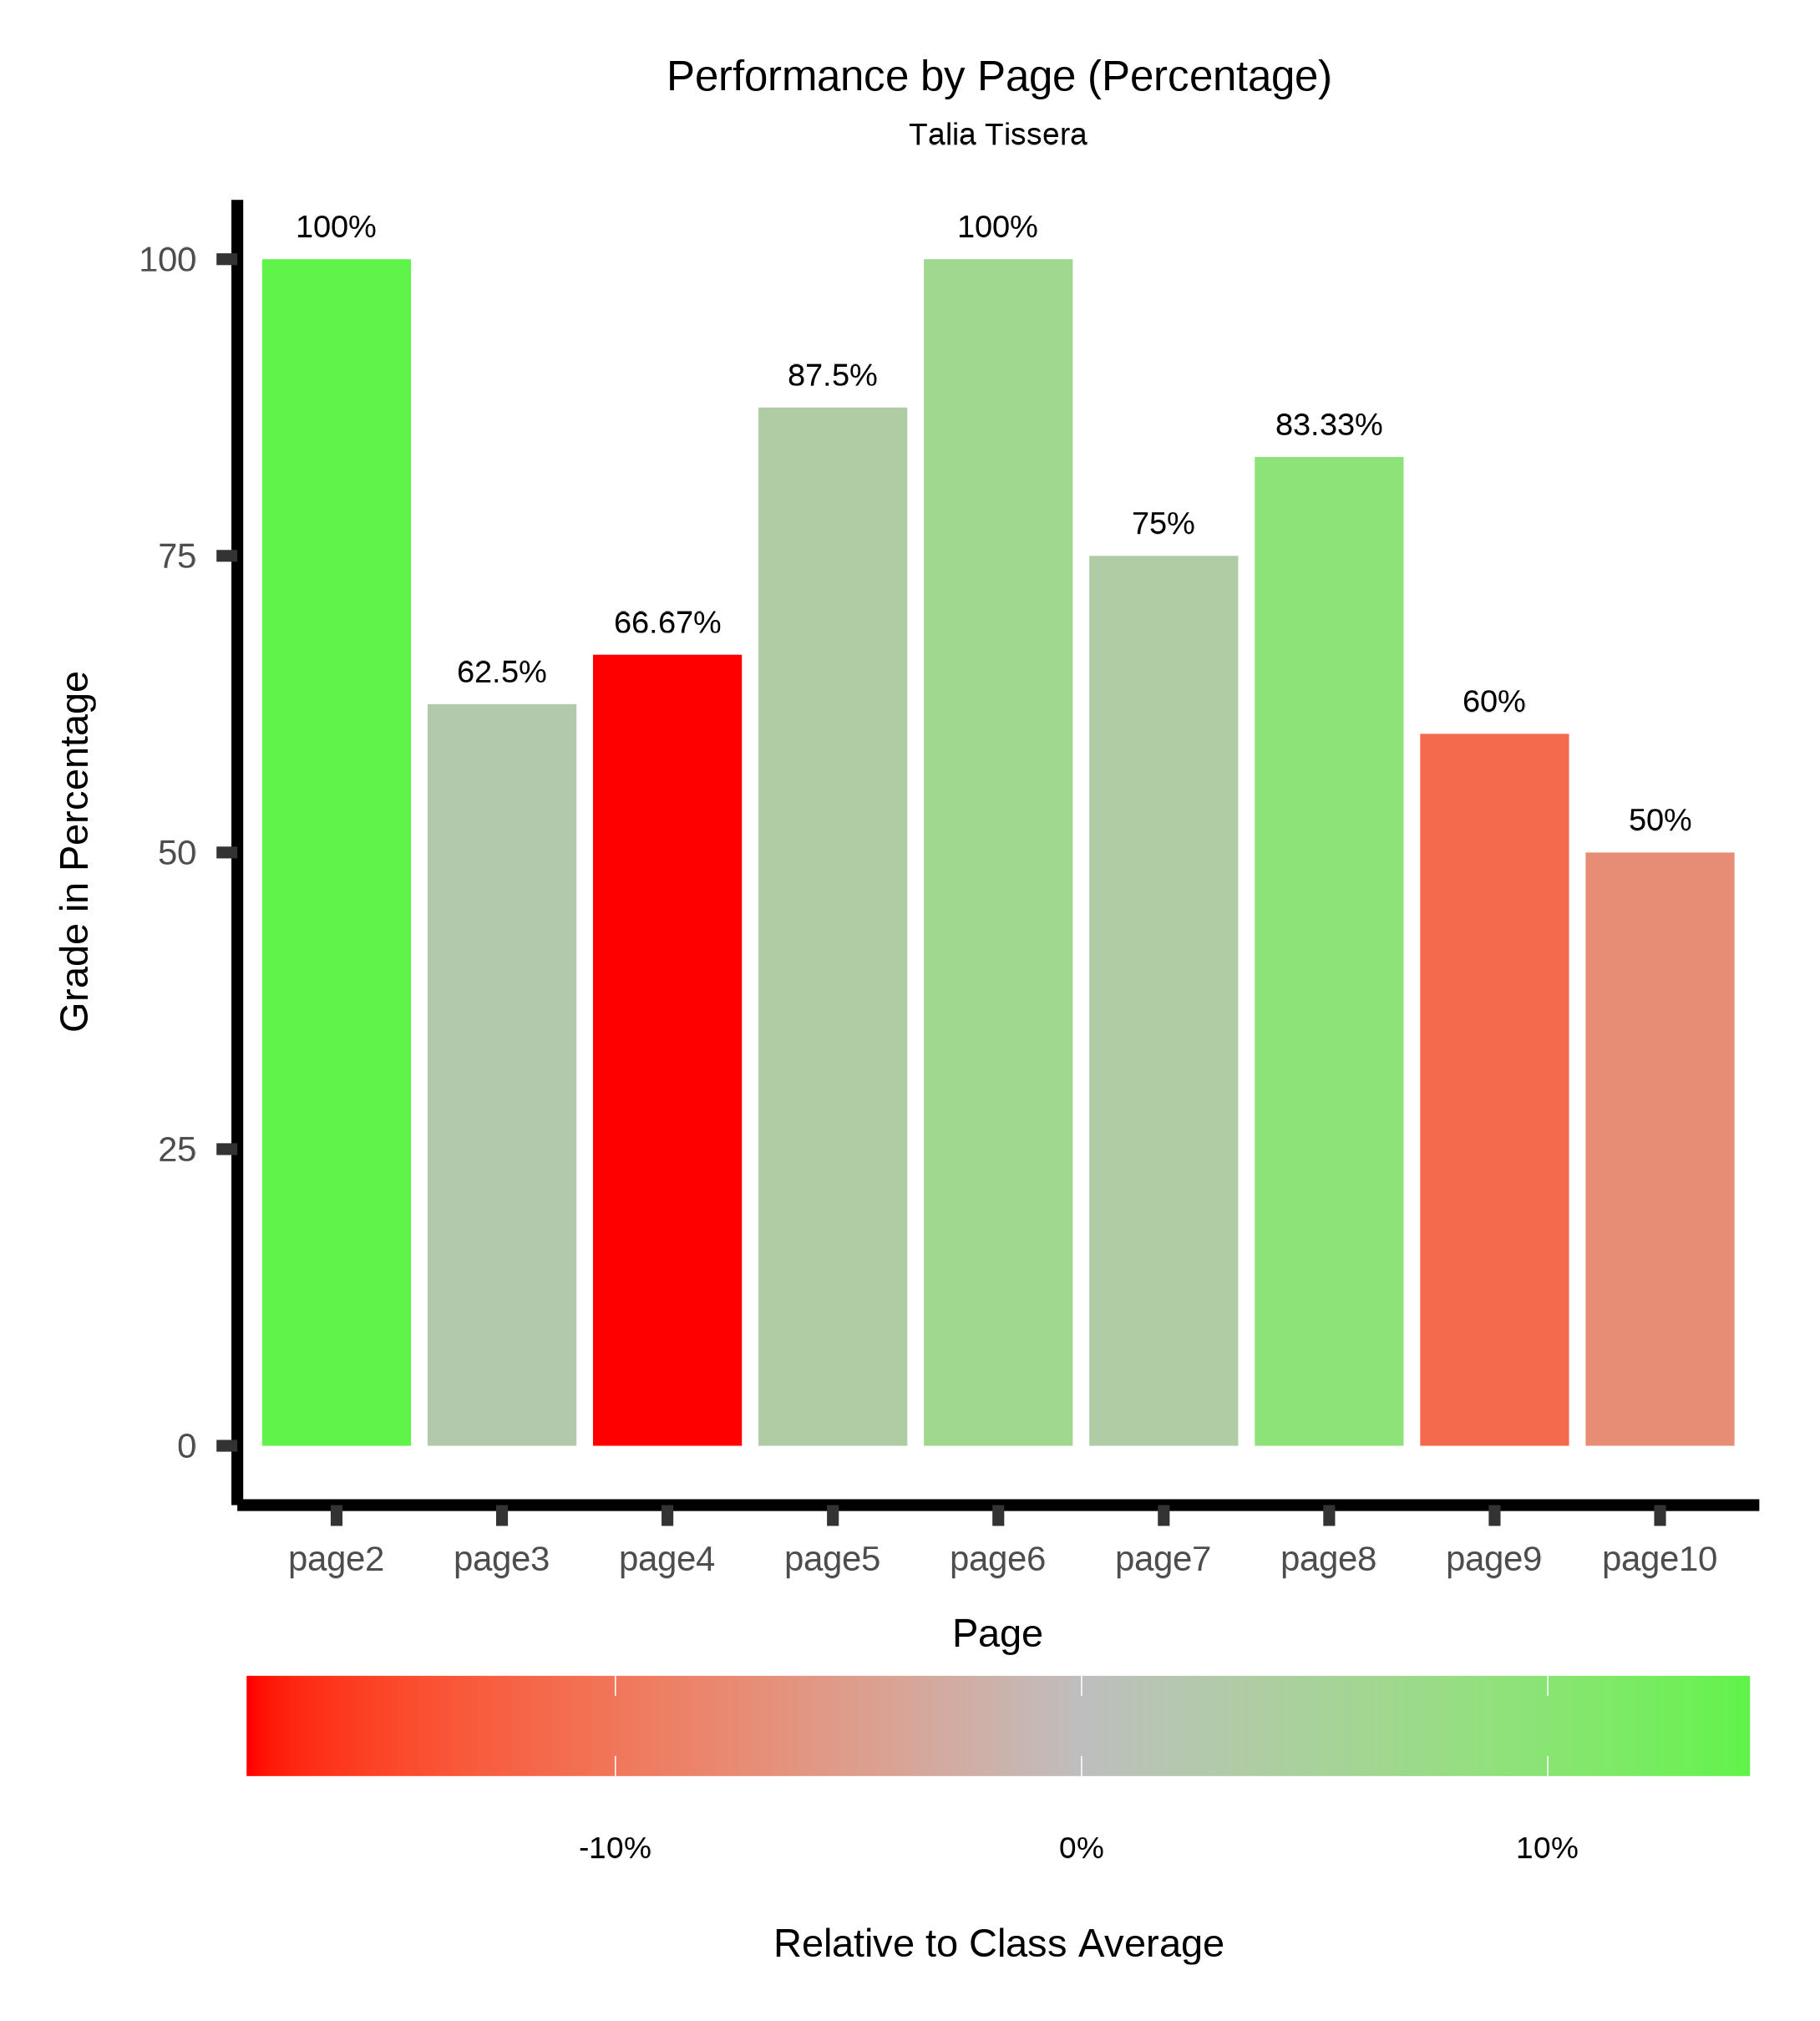 Performance by Page (Percentage)
Talia Tissera
100%
100%
87.5%
83.33%
75%
66.67%
62.5%
60%
50%
100
75
50
25
0
Grade in Percentage
page2 page3 page4 page5 page6 page7 page8 page9 page10
Page
-10% 0% 10%
Relative to Class Average